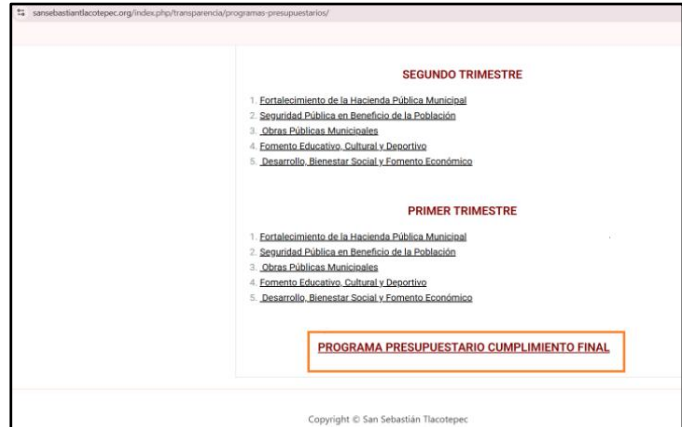 sansebastiantlacotepec.org/index.php/transparencia/programas-presupuestarios/
SEGUNDO TRIMESTRE
1. Fortalecimiento de la Hacienda Pública Municipal
2. Seguridad Pública en Beneficio de la Población
3. Obras Públicas Municipales
4. Fomento Educativo, Cultural y Deportivo
5. Desarrollo, Bienestar Social y Fomento Económico
PRIMER TRIMESTRE
1. Fortalecimiento de la Hacienda Pública Municipal
2. Seguridad Pública en Beneficio de la Población
3. Obras Públicas Municipales
4. Fomento Educativo, Cultural y Deportivo
5. Desarrollo, Bienestar Social y Fomento Económico
PROGRAMA PRESUPUESTARIO CUMPLIMIENTO FINAL
Copyright © San Sebastián Tlacotepec